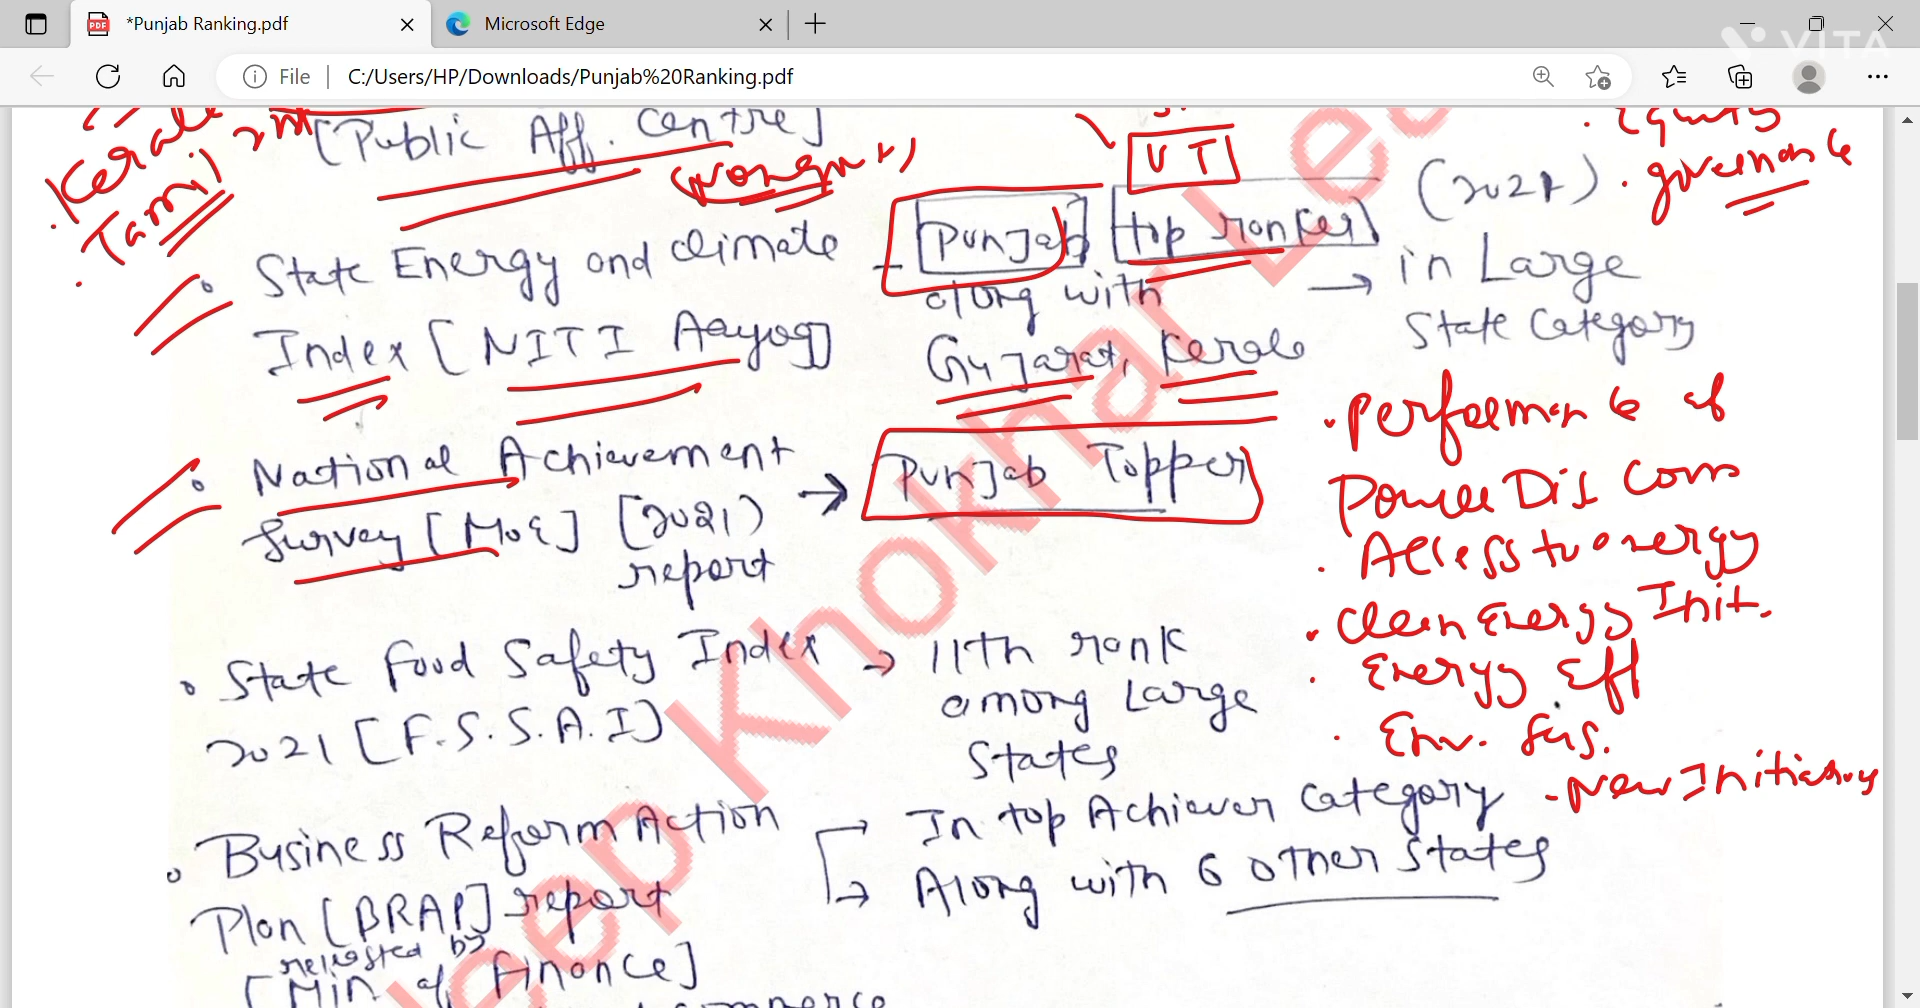 *Punjab Ranking.pdf
Microsoft Edge
VITA
File
C:/Users/HP/Downloads/Punjab%20Ranking.pdf
Kerala
Tamil
[Public Aff. Centre]
UT
governance
State Energy and climate
Index [NITI Aayog]
Punjab top ranker (2021)
along with
Gujarat, Kerala
→ in Large
State Category
National Achievement
Survey [MoE] (2021)
report
→ Punjab Topper
. Performance of
Power Dis Com
. Access to energy
. Clean Energy Init.
. Energy Eff
. Env. Sus.
- New Initiatives
State Food Safety Index
2021 [F.S.S.A.I]
→ 11th rank
among Large
States
Business Reform Action
Plan [BRAP] report
released by
[Min of Finance]
→ In top Achiever Category
→ Along with 6 other States
eep Khokhar Lec